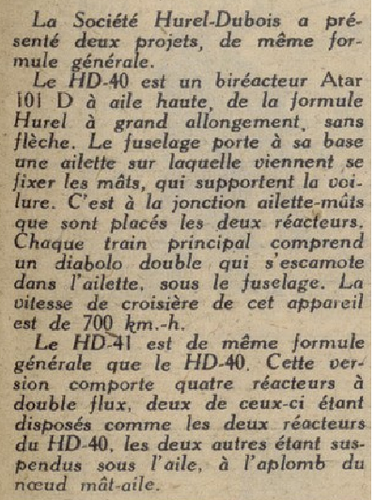 La Société Hurel-Dubois a pré-
senté deux projets, de même for-
mule générale.
Le HD-40 est un biréacteur Atar
101 D à aile haute, de la formule
Hurel à grand allongement, sans
flèche. Le fuselage porte à sa base
une ailette sur laquelle viennent se
fixer les mâts, qui supportent la voi-
lure. C'est à la jonction ailette-mûts
que sont placés les deux réacteurs.
Chaque train principal comprend
un diabolo double qui s'escamote
dans l'ailette, sous le fuselage. La
vitesse de croisière de cet appareil
est de 700 km.-h.
Le HD-41 est de même formule
générale que le HD-40. Cette ver-
sion comporte quatre réacteurs à
double flux, deux de ceux-ci étant
disposés comme les deux réacteurs
du HD-40, les deux autres étant sus-
pendus sous l'aile, à l'aplomb du
nœud mât-aile.